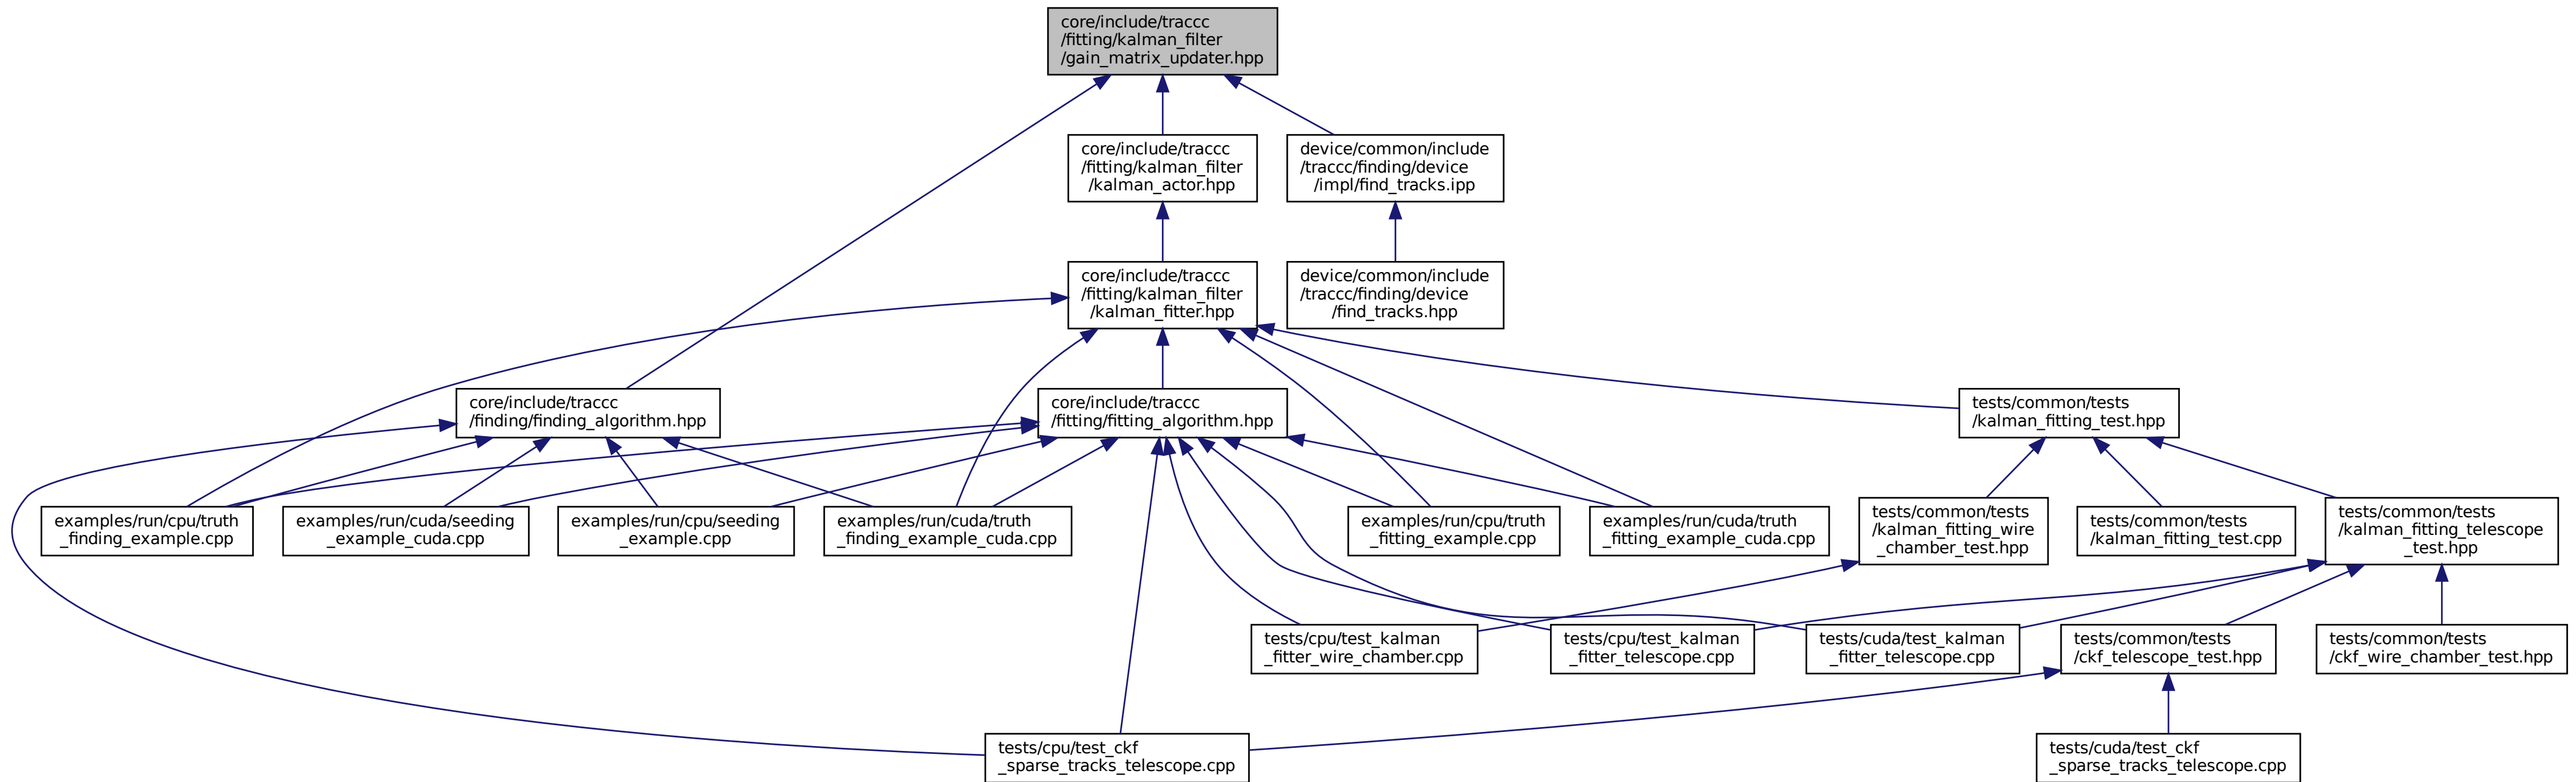 core/include/traccc
/fitting/kalman_filter
/gain_matrix_updater.hpp
core/include/traccc
/fitting/kalman_filter
/kalman_actor.hpp
device/common/include
/traccc/finding/device
/impl/find_tracks.ipp
core/include/traccc
/fitting/kalman_filter
/kalman_fitter.hpp
device/common/include
/traccc/finding/device
/find_tracks.hpp
core/include/traccc
/finding/finding_algorithm.hpp
core/include/traccc
/fitting/fitting_algorithm.hpp
tests/common/tests
/kalman_fitting_test.hpp
examples/run/cpu/truth
_finding_example.cpp
examples/run/cuda/seeding
_example_cuda.cpp
examples/run/cpu/seeding
_example.cpp
examples/run/cuda/truth
_finding_example_cuda.cpp
examples/run/cpu/truth
_fitting_example.cpp
examples/run/cuda/truth
_fitting_example_cuda.cpp
tests/common/tests
/kalman_fitting_wire
_chamber_test.hpp
tests/common/tests
/kalman_fitting_test.cpp
tests/common/tests
/kalman_fitting_telescope
_test.hpp
tests/cpu/test_kalman
_fitter_wire_chamber.cpp
tests/cpu/test_kalman
_fitter_telescope.cpp
tests/cuda/test_kalman
_fitter_telescope.cpp
tests/common/tests
/ckf_telescope_test.hpp
tests/common/tests
/ckf_wire_chamber_test.hpp
tests/cpu/test_ckf
_sparse_tracks_telescope.cpp
tests/cuda/test_ckf
_sparse_tracks_telescope.cpp